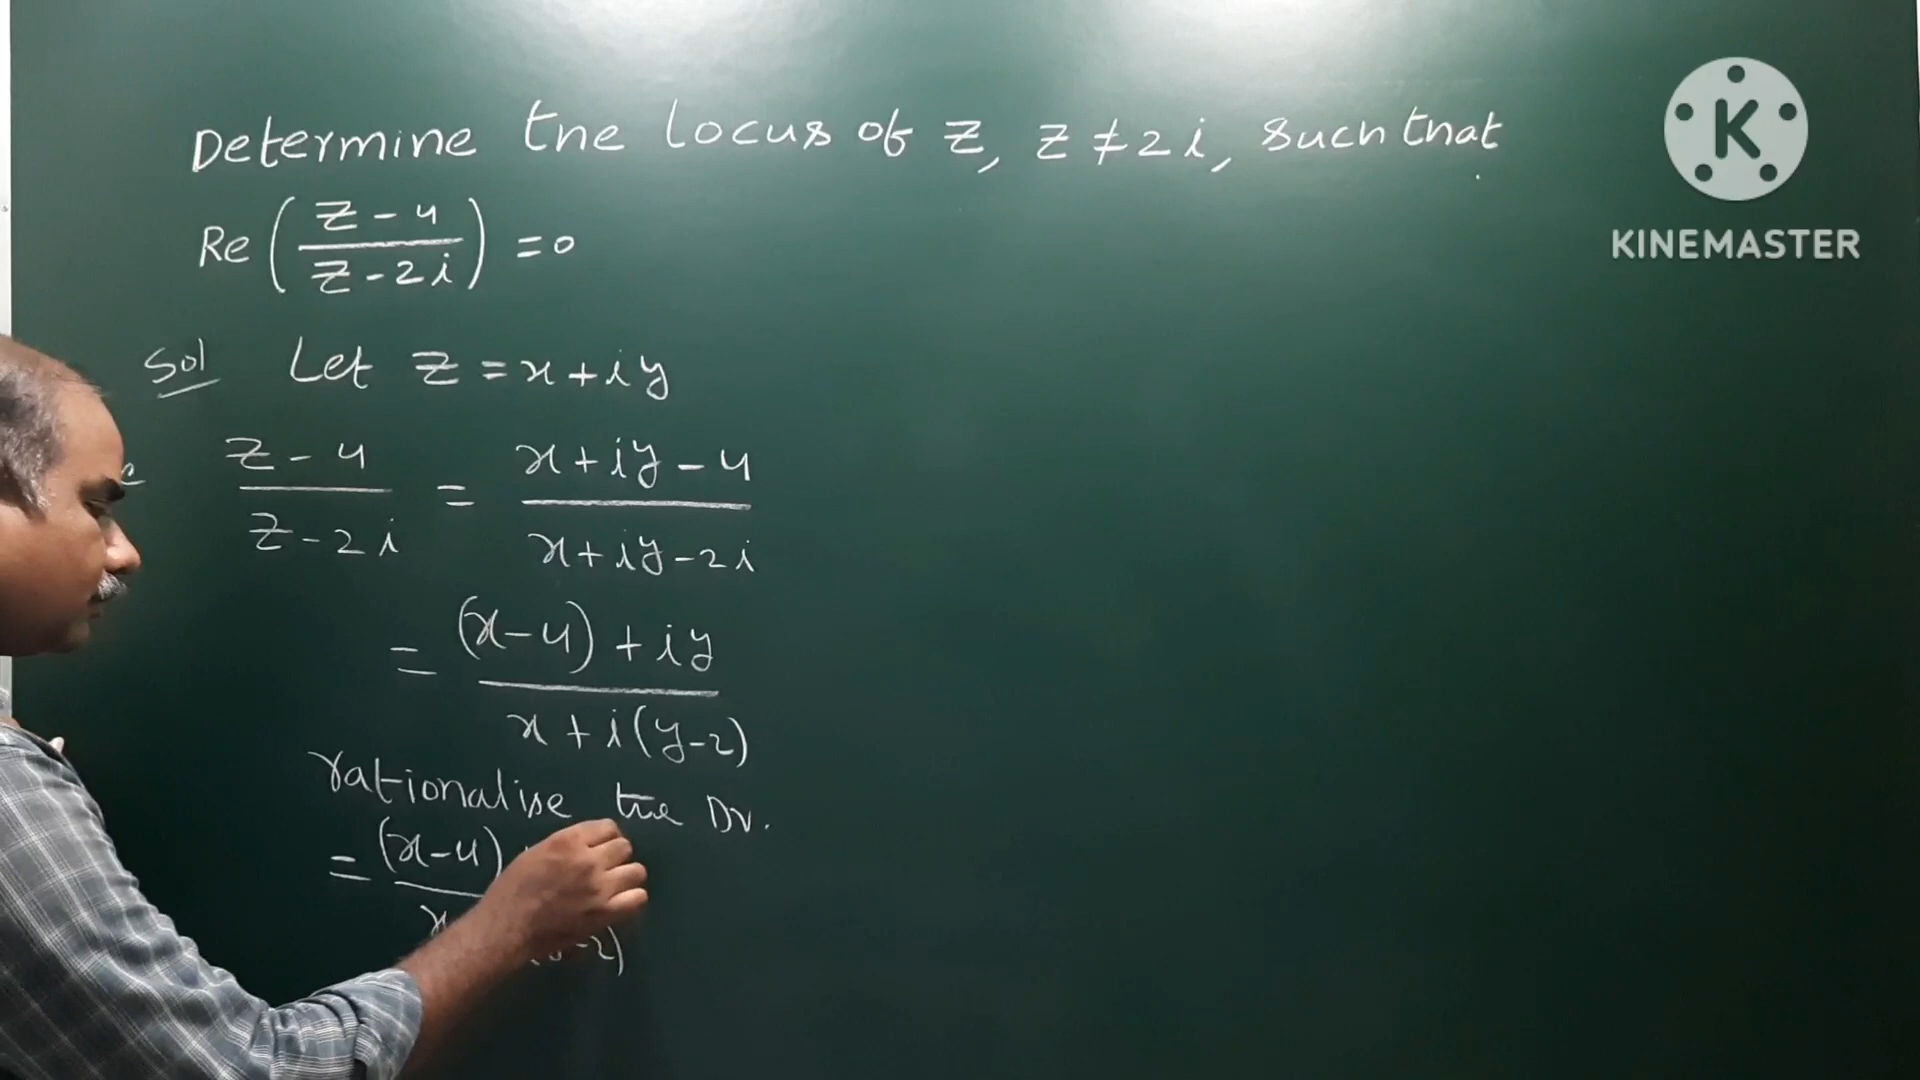 Determine the locus of z, z ≠ 2i, such that
Re ( (z - 4) / (z - 2i) ) = 0
K
KINEMASTER
Sol Let z = x + iy
(z - 4) / (z - 2i) = (x + iy - 4) / (x + iy - 2i)
= ((x - 4) + iy) / (x + i(y - 2))
rationalise the Dr.
= (x - 4)
x
- 2)